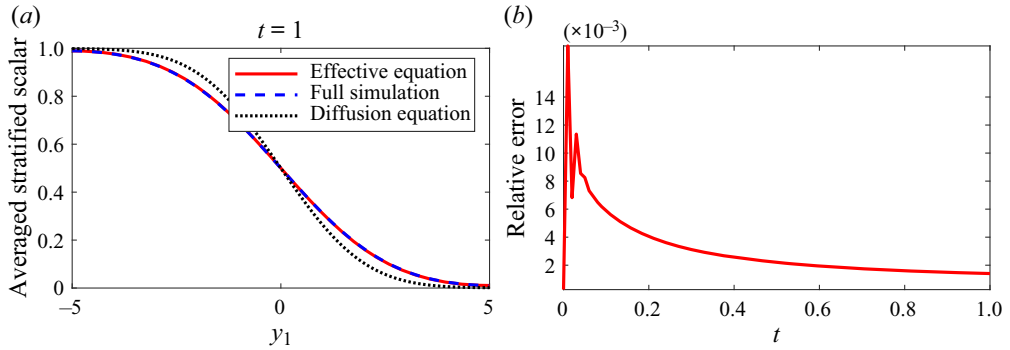 (a)
t = 1
Averaged stratified scalar
1.0
0.8
0.6
0.4
0.2
0
−5
0
5
y1
Effective equation
Full simulation
Diffusion equation
(b)
(×10–3)
Relative error
14
12
10
8
6
4
2
0
0.2
0.4
0.6
0.8
1.0
t